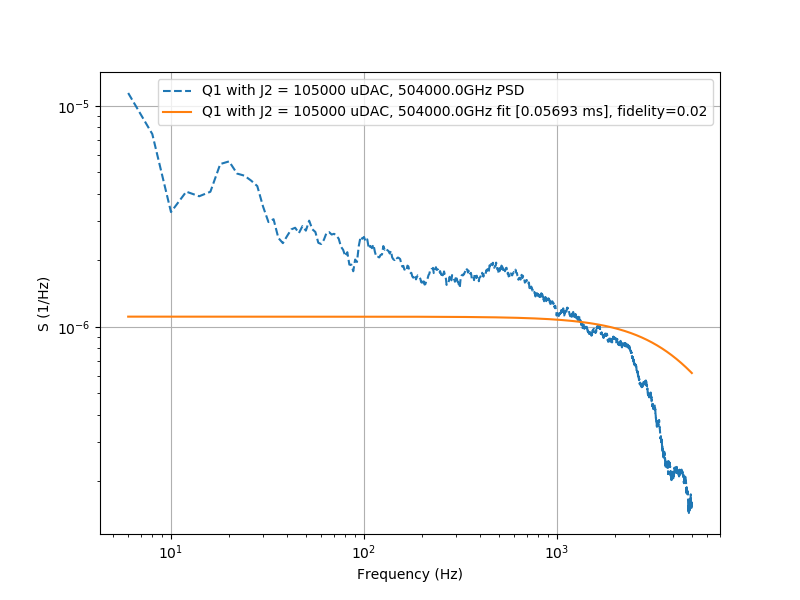 Q1 with J2 = 105000 uDAC, 504000.0GHz PSD
Q1 with J2 = 105000 uDAC, 504000.0GHz fit [0.05693 ms], fidelity=0.02
S (1/Hz)
10⁻⁵
10⁻⁶
10¹
10²
10³
Frequency (Hz)